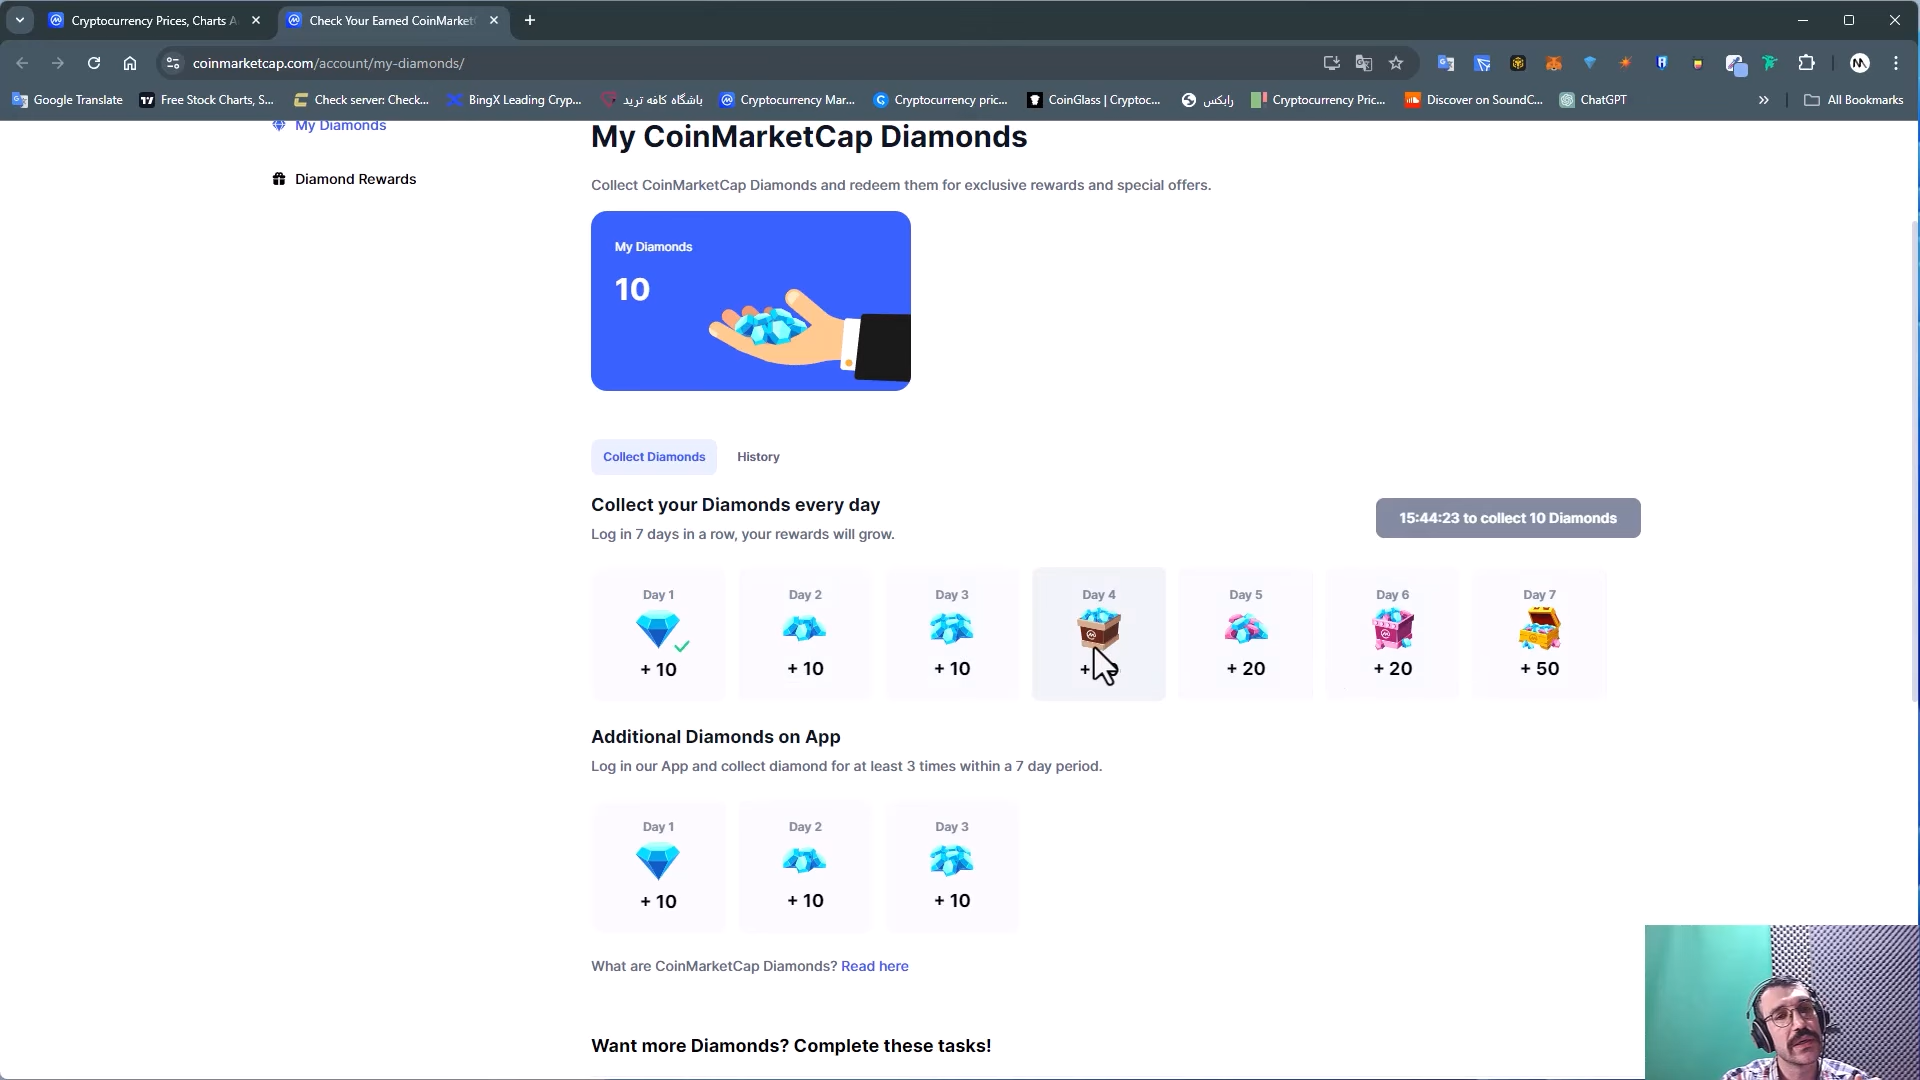 Cryptocurrency Prices, Charts A
Check Your Earned CoinMarket
coinmarketcap.com/account/my-diamonds/
Google Translate
Free Stock Charts, S...
Check server: Check...
BingX Leading Cryp...
باشگاه کافه ترید
Cryptocurrency Mar...
Cryptocurrency pric...
CoinGlass | Cryptoc...
رابکس
Cryptocurrency Pric...
Discover on SoundC...
ChatGPT
»
All Bookmarks
My Diamonds
Diamond Rewards
My CoinMarketCap Diamonds
Collect CoinMarketCap Diamonds and redeem them for exclusive rewards and special offers.
My Diamonds
10
Collect Diamonds
History
Collect your Diamonds every day
Log in 7 days in a row, your rewards will grow.
15:44:23 to collect 10 Diamonds
Day 1
+ 10
Day 2
+ 10
Day 3
+ 10
Day 4
+
Day 5
+ 20
Day 6
+ 20
Day 7
+ 50
Additional Diamonds on App
Log in our App and collect diamond for at least 3 times within a 7 day period.
Day 1
+ 10
Day 2
+ 10
Day 3
+ 10
What are CoinMarketCap Diamonds? Read here
Want more Diamonds? Complete these tasks!